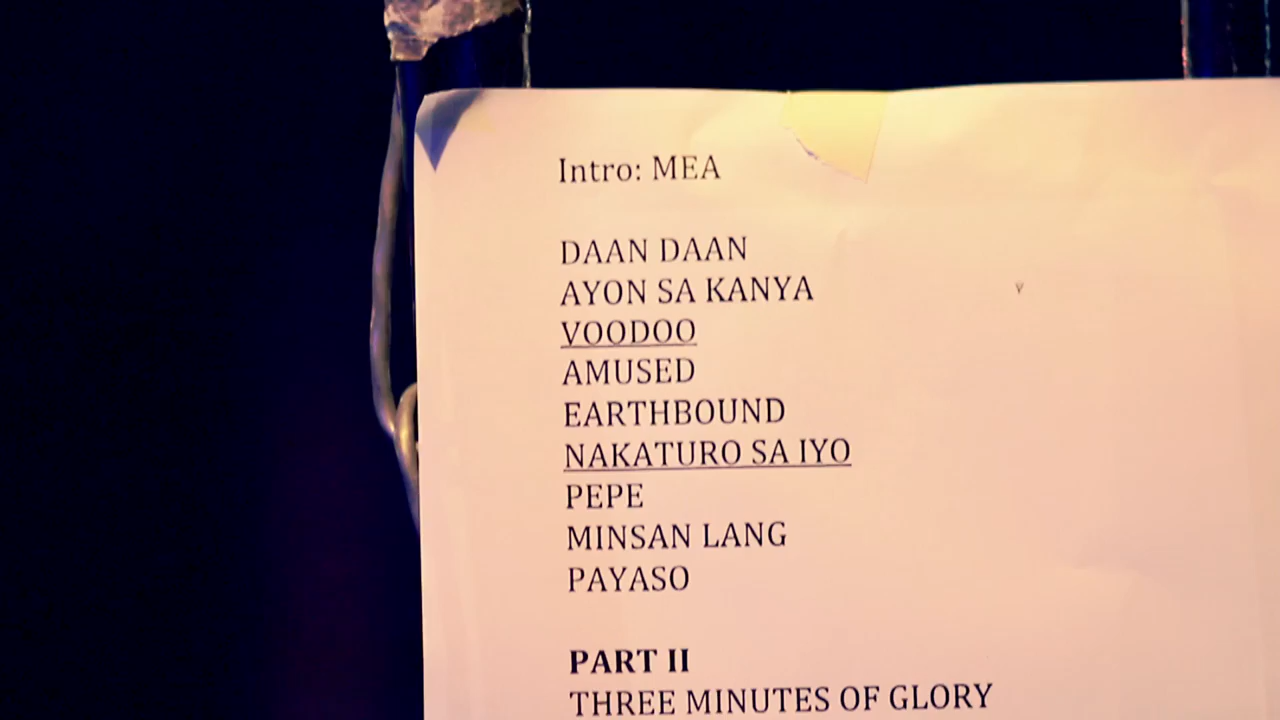 Intro: MEA
DAAN DAAN
AYON SA KANYA
VOODOO
AMUSED
EARTHBOUND
NAKATURO SA IYO
PEPE
MINSAN LANG
PAYASO
PART II
THREE MINUTES OF GLORY